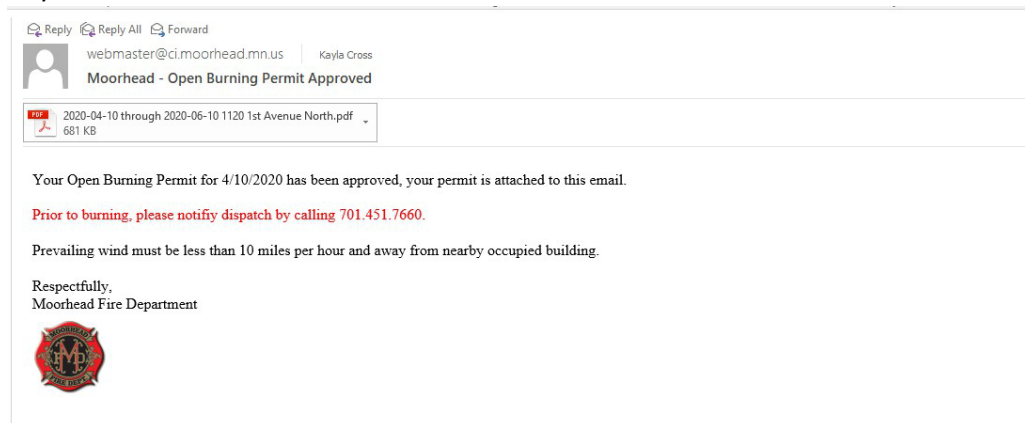 Reply Reply All Forward
webmaster@ci.moorhead.mn.us Kayla Cross
Moorhead - Open Burning Permit Approved
PDF 2020-04-10 through 2020-06-10 1120 1st Avenue North.pdf
681 KB
Your Open Burning Permit for 4/10/2020 has been approved, your permit is attached to this email.
Prior to burning, please notifiy dispatch by calling 701.451.7660.
Prevailing wind must be less than 10 miles per hour and away from nearby occupied building.
Respectfully,
Moorhead Fire Department
MOORHEAD
FIRE DEPT